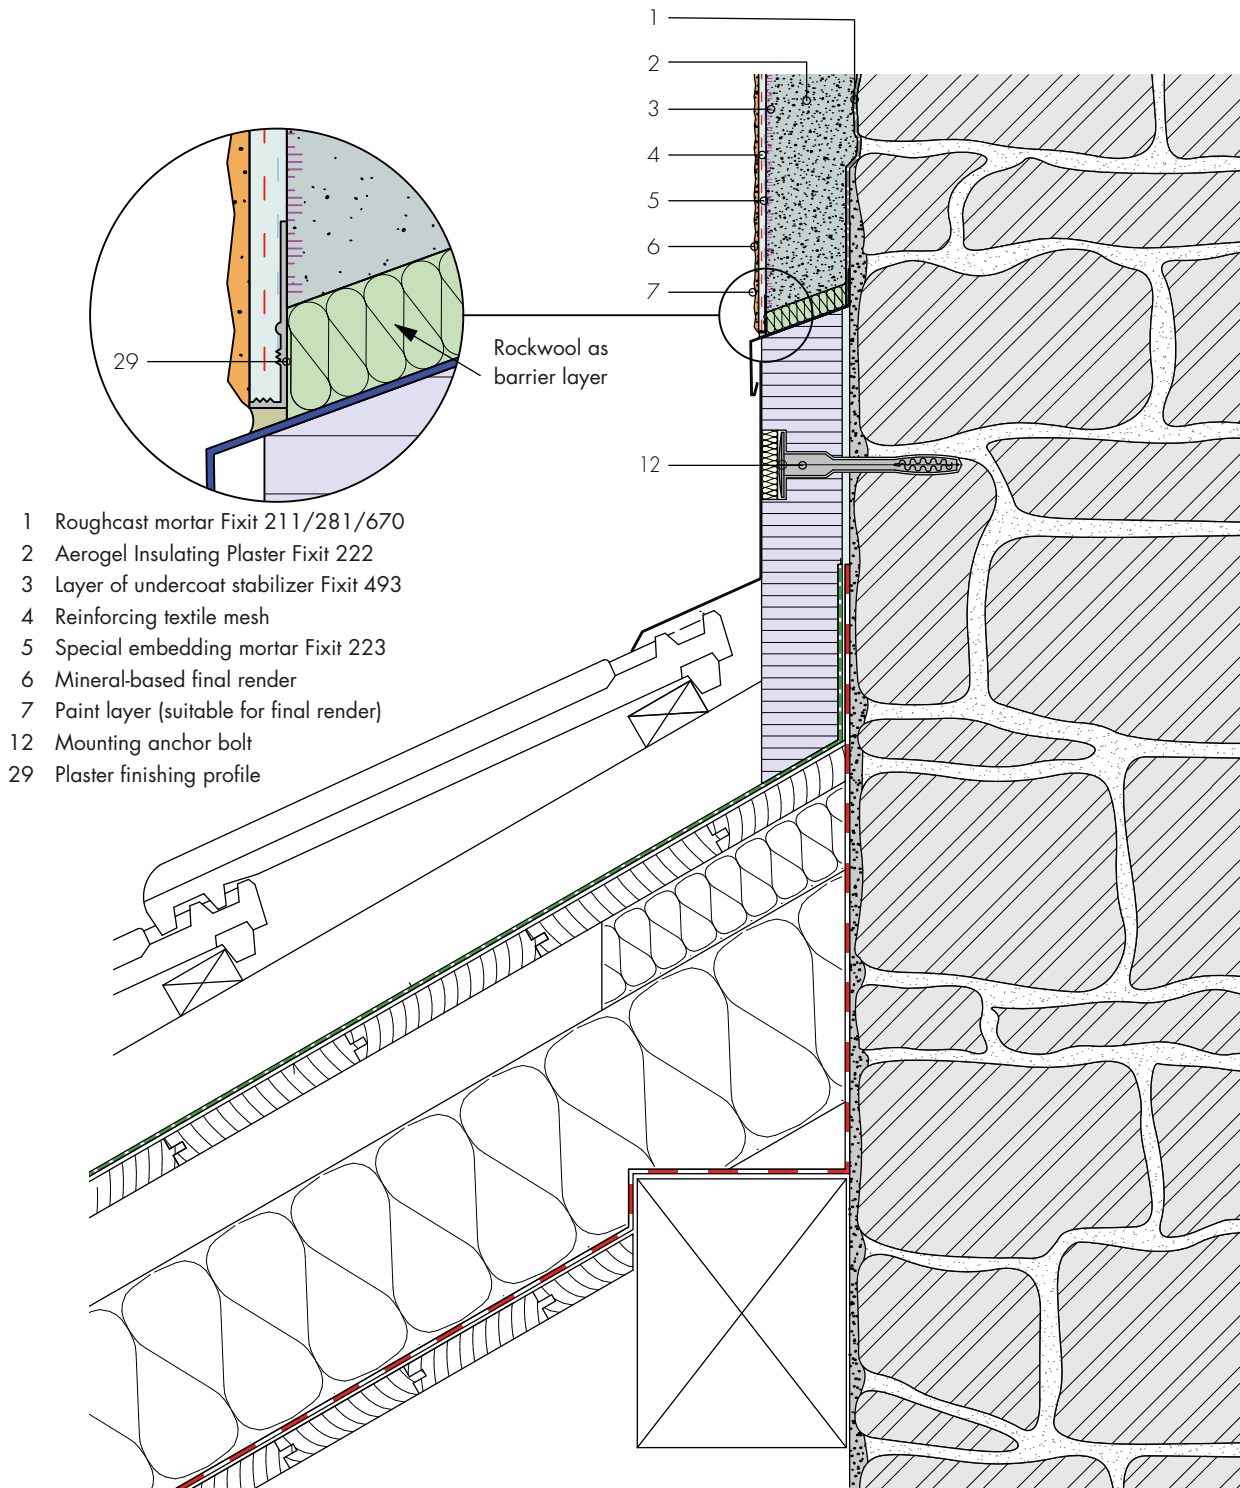 1
2
3
4
5
6
7
29
Rockwool as
barrier layer
12
1 Roughcast mortar Fixit 211/281/670
2 Aerogel Insulating Plaster Fixit 222
3 Layer of undercoat stabilizer Fixit 493
4 Reinforcing textile mesh
5 Special embedding mortar Fixit 223
6 Mineral-based final render
7 Paint layer (suitable for final render)
12 Mounting anchor bolt
29 Plaster finishing profile